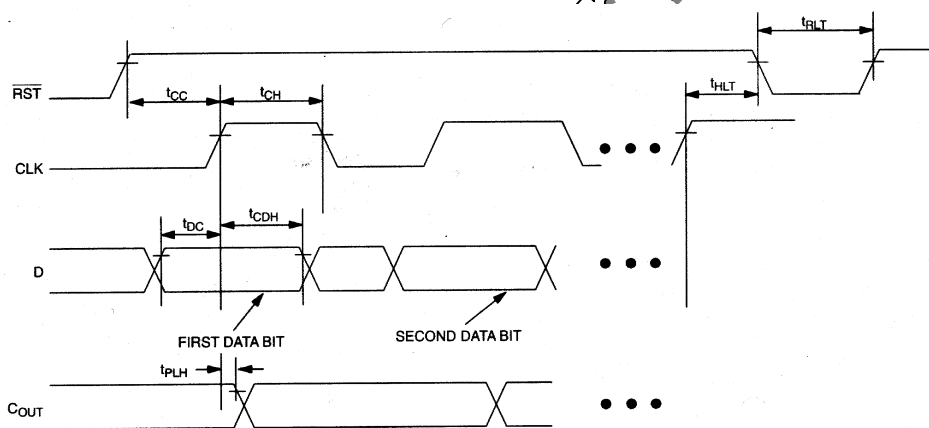 tRLT
RST
tCC
tCH
tHLT
CLK
tDC
tCDH
D
FIRST DATA BIT
SECOND DATA BIT
tPLH
COUT